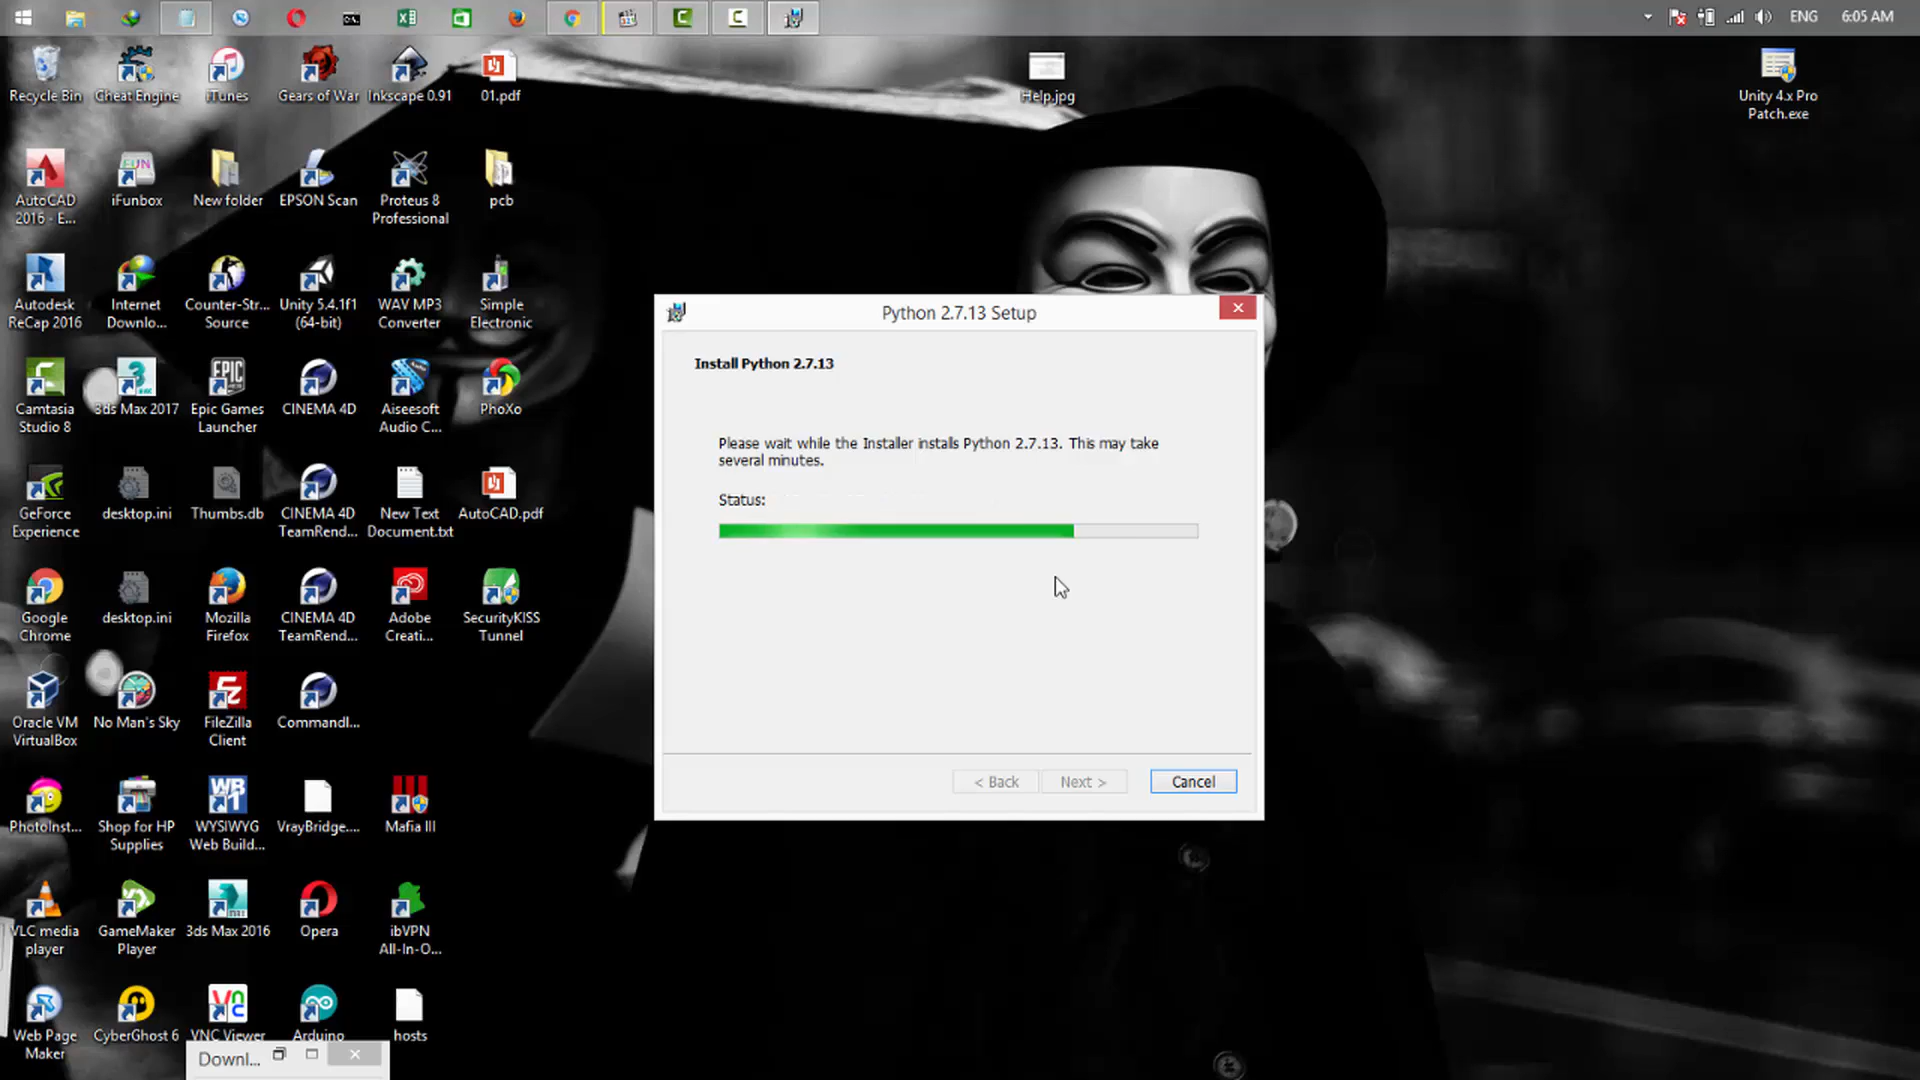 ENG
6:05 AM
Recycle Bin
Cheat Engine
iTunes
Gears of War
Inkscape 0.91
01.pdf
Help.jpg
Unity 4.x Pro
Patch.exe
AutoCAD
2016 - E...
iFunbox
New folder
EPSON Scan
Proteus 8
Professional
pcb
Autodesk
ReCap 2016
Internet
Downlo...
Counter-Str...
Source
Unity 5.4.1f1
(64-bit)
WAV MP3
Converter
Simple
Electronic
Camtasia
Studio 8
3ds Max 2017
Epic Games
Launcher
CINEMA 4D
Aiseesoft
Audio C...
PhoXo
GeForce
Experience
desktop.ini
Thumbs.db
CINEMA 4D
TeamRend...
New Text
Document.txt
AutoCAD.pdf
Google
Chrome
desktop.ini
Mozilla
Firefox
CINEMA 4D
TeamRend...
Adobe
Creati...
SecurityKISS
Tunnel
Oracle VM
VirtualBox
No Man's Sky
FileZilla
Client
CommandI...
PhotoInst...
Shop for HP
Supplies
WYSIWYG
Web Build...
VrayBridge....
Mafia III
VLC media
player
GameMaker
Player
3ds Max 2016
Opera
ibVPN
All-In-O...
Web Page
Maker
CyberGhost 6
VNC Viewer
Arduino
hosts
Downl...
Python 2.7.13 Setup
Install Python 2.7.13
Please wait while the Installer installs Python 2.7.13. This may take
several minutes.
Status:
< Back
Next >
Cancel